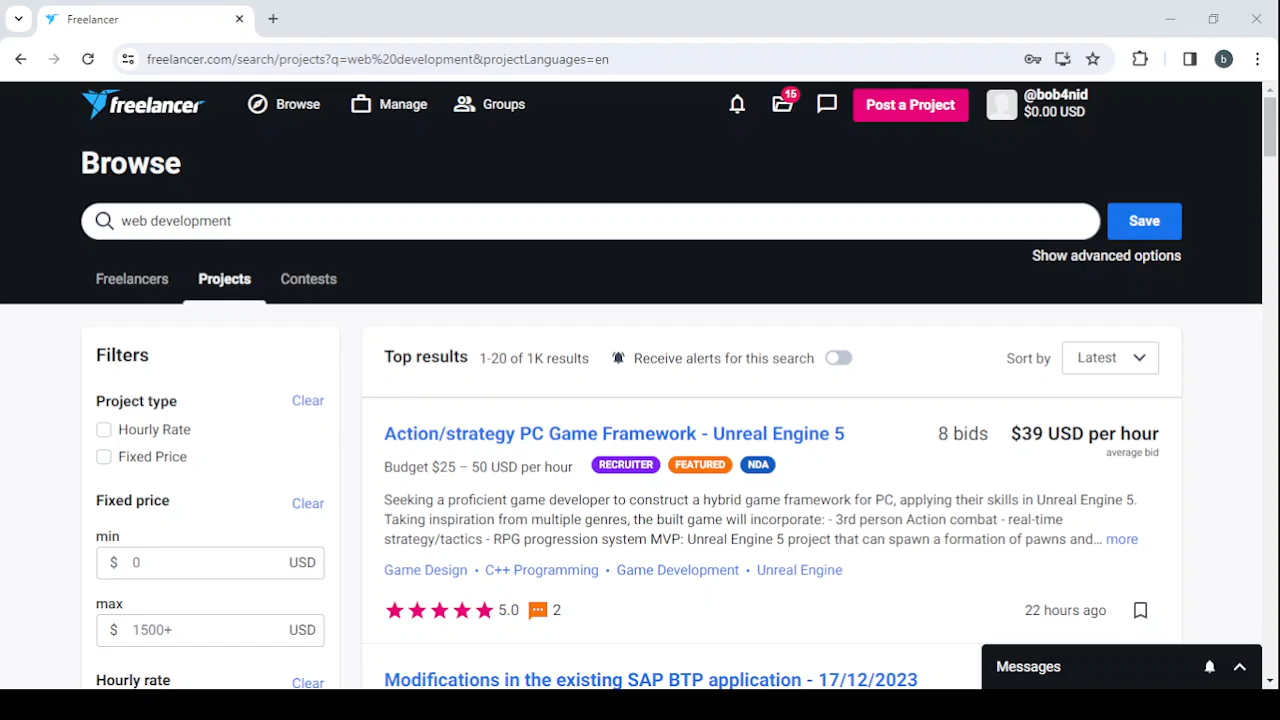 Freelancer
freelancer.com/search/projects?q=web%20development&projectLanguages=en
b
freelancer
Browse
Manage
Groups
15
Post a Project
@bob4nid
$0.00 USD
Browse
web development
Save
Show advanced options
Freelancers
Projects
Contests
Filters
Project type
Clear
Hourly Rate
Fixed Price
Fixed price
Clear
min
$ 0 USD
max
$ 1500+ USD
Hourly rate
Clear
Top results 1-20 of 1K results Receive alerts for this search
Sort by Latest
Action/strategy PC Game Framework - Unreal Engine 5
8 bids $39 USD per hour
average bid
Budget $25 – 50 USD per hour RECRUITER FEATURED NDA
Seeking a proficient game developer to construct a hybrid game framework for PC, applying their skills in Unreal Engine 5.
Taking inspiration from multiple genres, the built game will incorporate: - 3rd person Action combat - real-time
strategy/tactics - RPG progression system MVP: Unreal Engine 5 project that can spawn a formation of pawns and... more
Game Design • C++ Programming • Game Development • Unreal Engine
5.0 2
22 hours ago
Modifications in the existing SAP BTP application - 17/12/2023
Messages